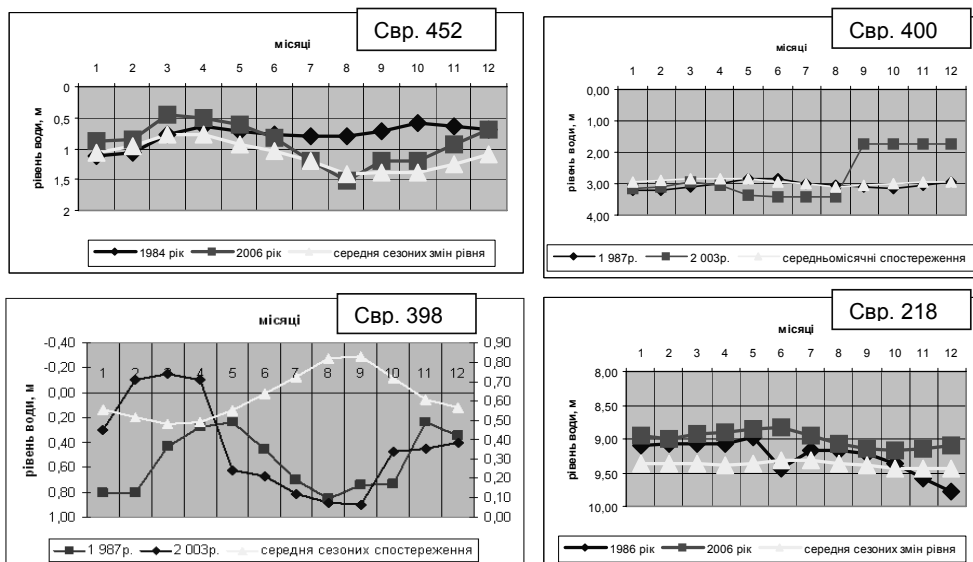 Свр. 452
місяці
1 2 3 4 5 6 7 8 9 10 11 12
рівень води, м
0
0,5
1
1,5
2
1984 рік 2006 рік середня сезоних змін рівня
Свр. 400
місяці
1 2 3 4 5 6 7 8 9 10 11 12
рівень води, м
0,00
1,00
2,00
3,00
4,00
1 987р. 2 003р. середньомісячні спостереження
Свр. 398
місяці
-0,40 0,90
-0,20 0,80
0,00 0,70
0,20 0,60
0,40 0,50
0,60 0,40
0,80 0,30
1,00 0,20
0,10
0,00
1 2 3 4 5 6 7 8 9 10 11 12
рівень води, м
1 987р. 2 003р. середня сезоних спостереження
Свр. 218
місяці
1 2 3 4 5 6 7 8 9 10 11 12
рівень води, м
8,00
8,50
9,00
9,50
10,00
1986 рік 2006 рік середня сезоних змін рівня